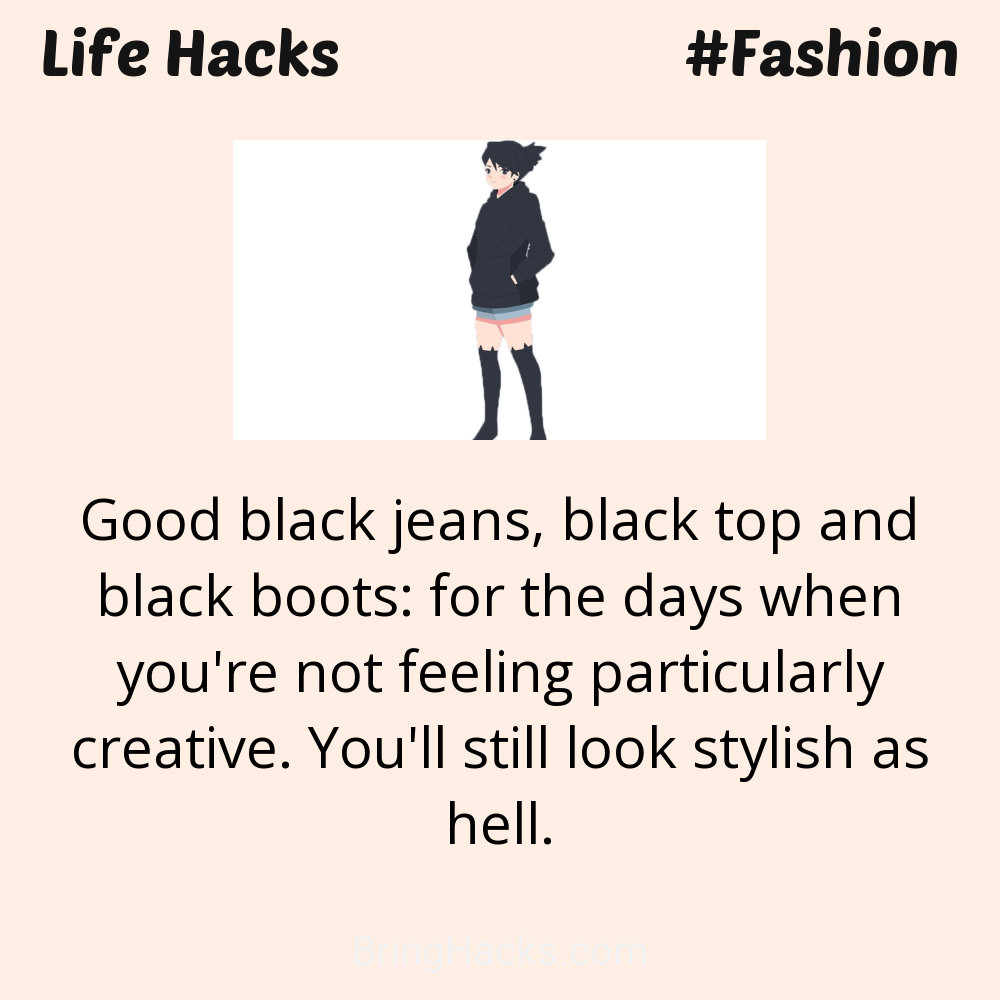 Life Hacks #Fashion
Good black jeans, black top and
black boots: for the days when
you're not feeling particularly
creative. You'll still look stylish as
hell.
BringHacks.com